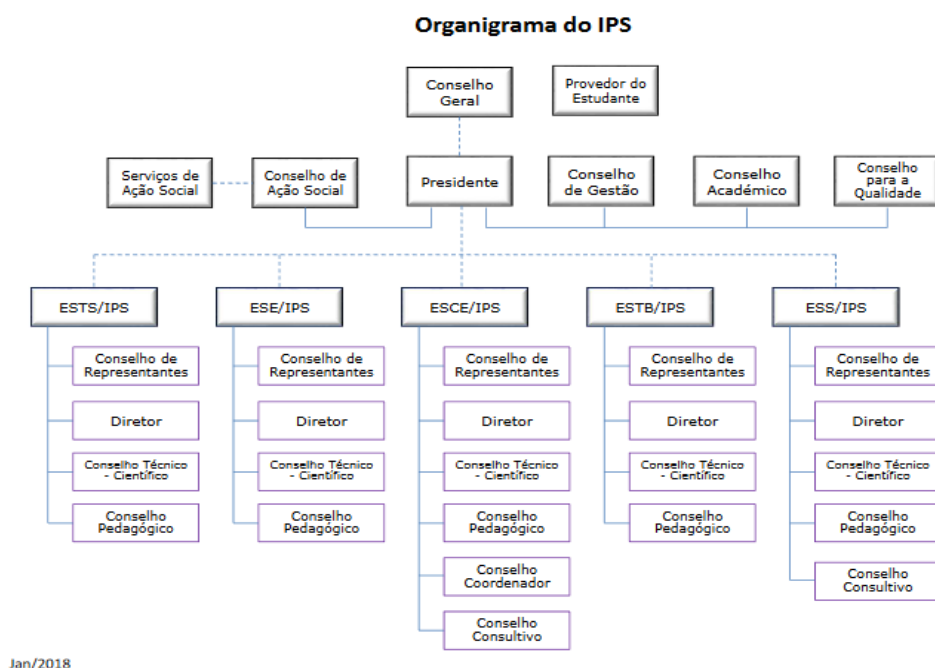 Organigrama do IPS
Conselho
Geral
Provedor do
Estudante
Serviços de
Ação Social
Conselho de
Ação Social
Presidente
Conselho
de Gestão
Conselho
Académico
Conselho
para a
Qualidade
ESTS/IPS
ESE/IPS
ESCE/IPS
ESTB/IPS
ESS/IPS
Conselho de
Representantes
Diretor
Conselho Técnico
- Científico
Conselho
Pedagógico
Conselho de
Representantes
Diretor
Conselho Técnico
- Científico
Conselho
Pedagógico
Conselho de
Representantes
Diretor
Conselho Técnico
- Científico
Conselho
Pedagógico
Conselho
Coordenador
Conselho
Consultivo
Conselho de
Representantes
Diretor
Conselho Técnico
- Científico
Conselho
Pedagógico
Conselho de
Representantes
Diretor
Conselho Técnico
- Científico
Conselho
Pedagógico
Conselho
Consultivo
Jan/2018